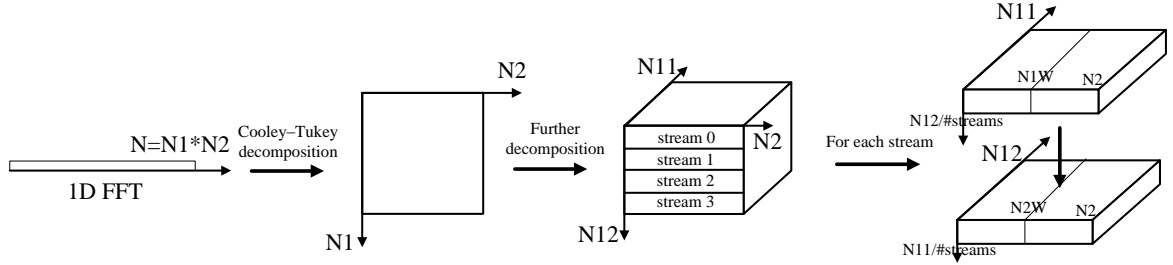 N=N1*N2
1D FFT
Cooley–Tukey
decomposition
N2
N1
Further
decomposition
N11
N2
stream 0
stream 1
stream 2
stream 3
N12
For each stream
N11
N1W
N2
N12/#streams
N12
N2W
N2
N11/#streams